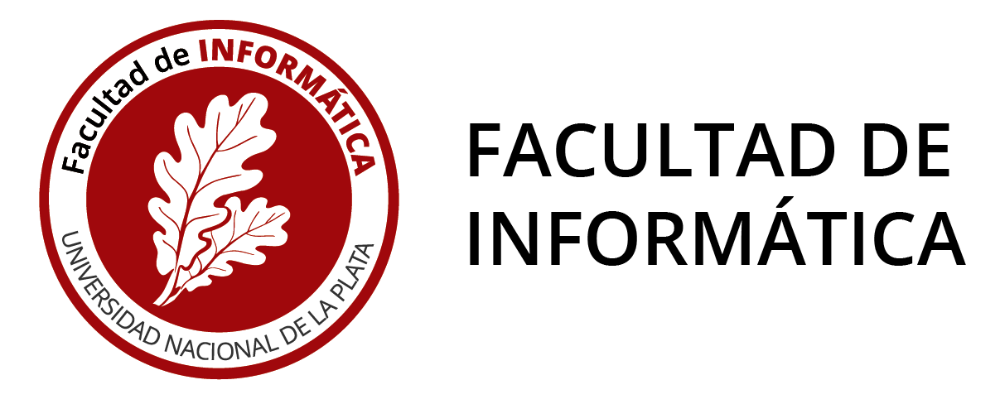 Facultad de INFORMÁTICA
UNIVERSIDAD NACIONAL DE LA PLATA
FACULTAD DE
INFORMÁTICA